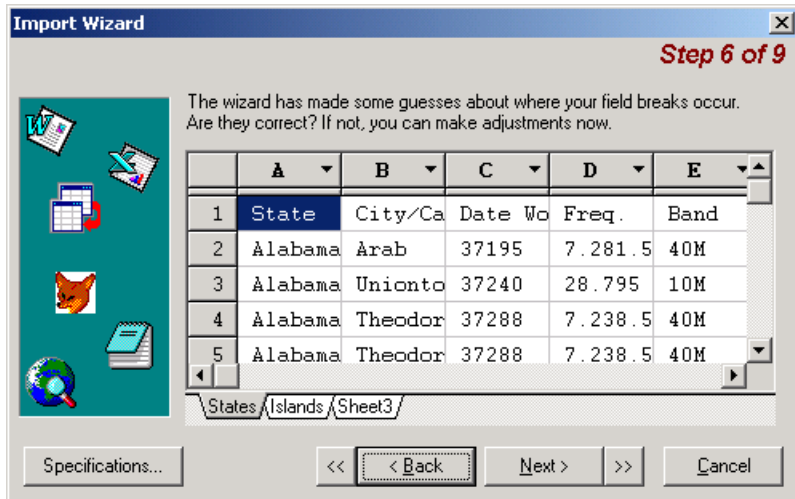 Import Wizard
Step 6 of 9
The wizard has made some guesses about where your field breaks occur.
Are they correct? If not, you can make adjustments now.
A B C D E
1 State City/Ca Date Wo Freq. Band
2 Alabama Arab 37195 7.281.5 40M
3 Alabama Unionto 37240 28.795 10M
4 Alabama Theodor 37288 7.238.5 40M
5 Alabama Theodor 37288 7.238.5 40M
States Islands Sheet3
Specifications... << < Back Next > >> Cancel